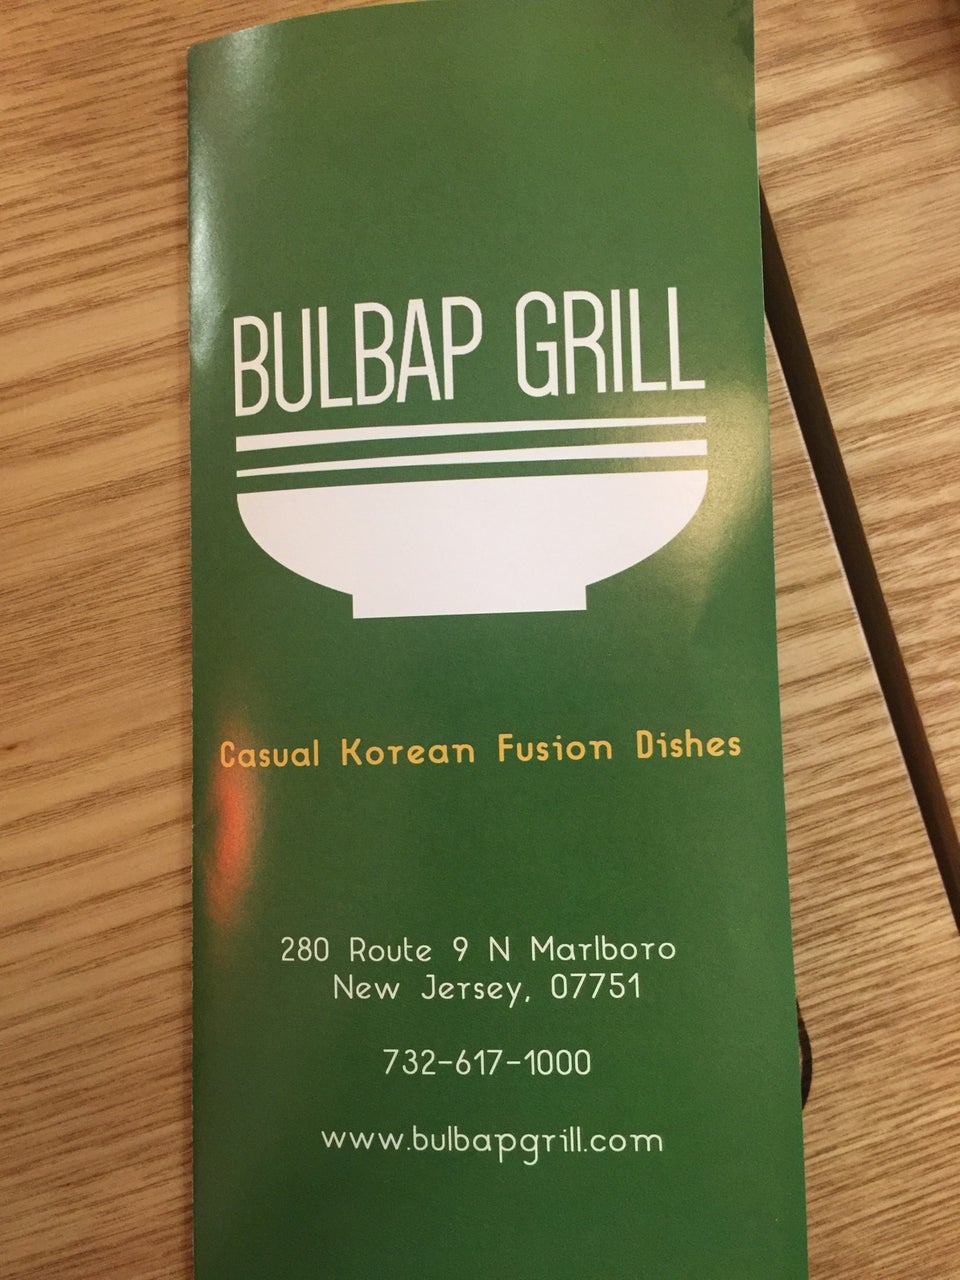 BULBAP GRILL
Casual Korean Fusion Dishes
280 Route 9 N Marlboro
New Jersey, 07751
732-617-1000
www.bulbapgrill.com